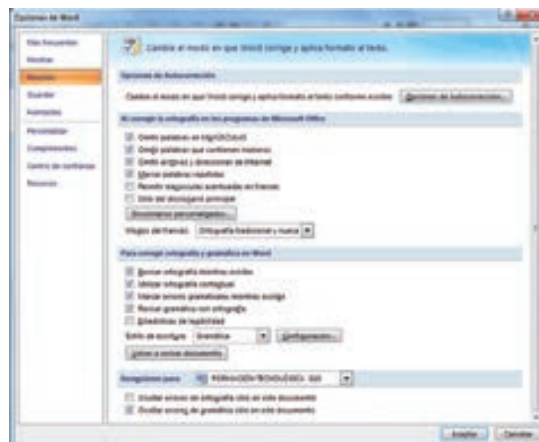 Opciones de Word
Más frecuentes
Mostrar
Revisión
Guardar
Avanzadas
Personalizar
Complementos
Centro de confianza
Recursos
Cambie el modo en que Word corrige y aplica formato al texto.
Opciones de Autocorrección
Cambie el modo en que Word corrige y aplica formato al texto conforme escribe: Opciones de Autocorrección...
Al corregir la ortografía en los programas de Microsoft Office
Omitir palabras en MAYÚSCULAS
Omitir palabras que contienen números
Omitir archivos y direcciones de Internet
Marcar palabras repetidas
Permitir mayúsculas acentuadas en francés
Solo del diccionario principal
Diccionarios personalizados...
Modos del francés: Ortografía tradicional y nueva
Para corregir ortografía y gramática en Word
Revisar ortografía mientras escribe
Utilizar ortografía contextual
Marcar errores gramaticales mientras escribe
Revisar gramática con ortografía
Estadísticas de legibilidad
Estilo de escritura: Gramática Configuración...
Volver a revisar documento
Excepciones para: FORMACIÓN TECNOLÓGICA
Ocultar errores de ortografía sólo en este documento
Ocultar errores de gramática sólo en este documento
Aceptar Cancelar